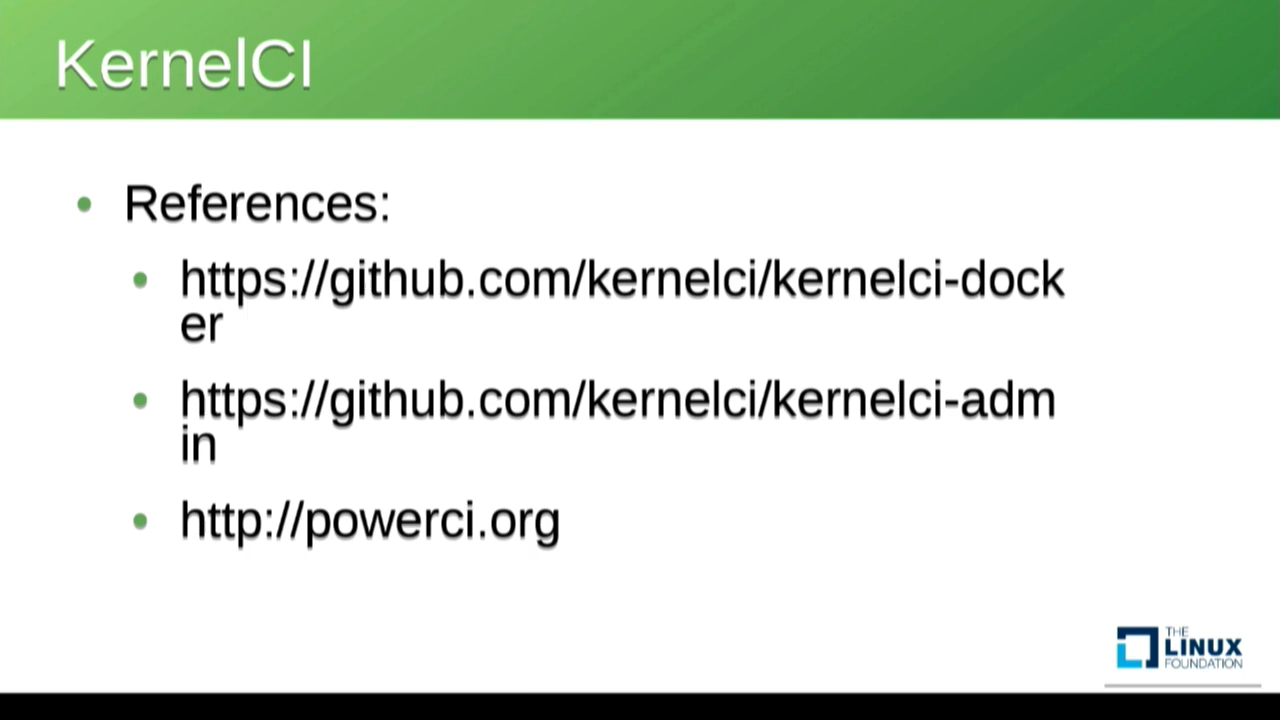 KernelCI
• References:
• https://github.com/kernelci/kernelci-dock
er
• https://github.com/kernelci/kernelci-adm
in
• http://powerci.org
THE
LINUX
FOUNDATION